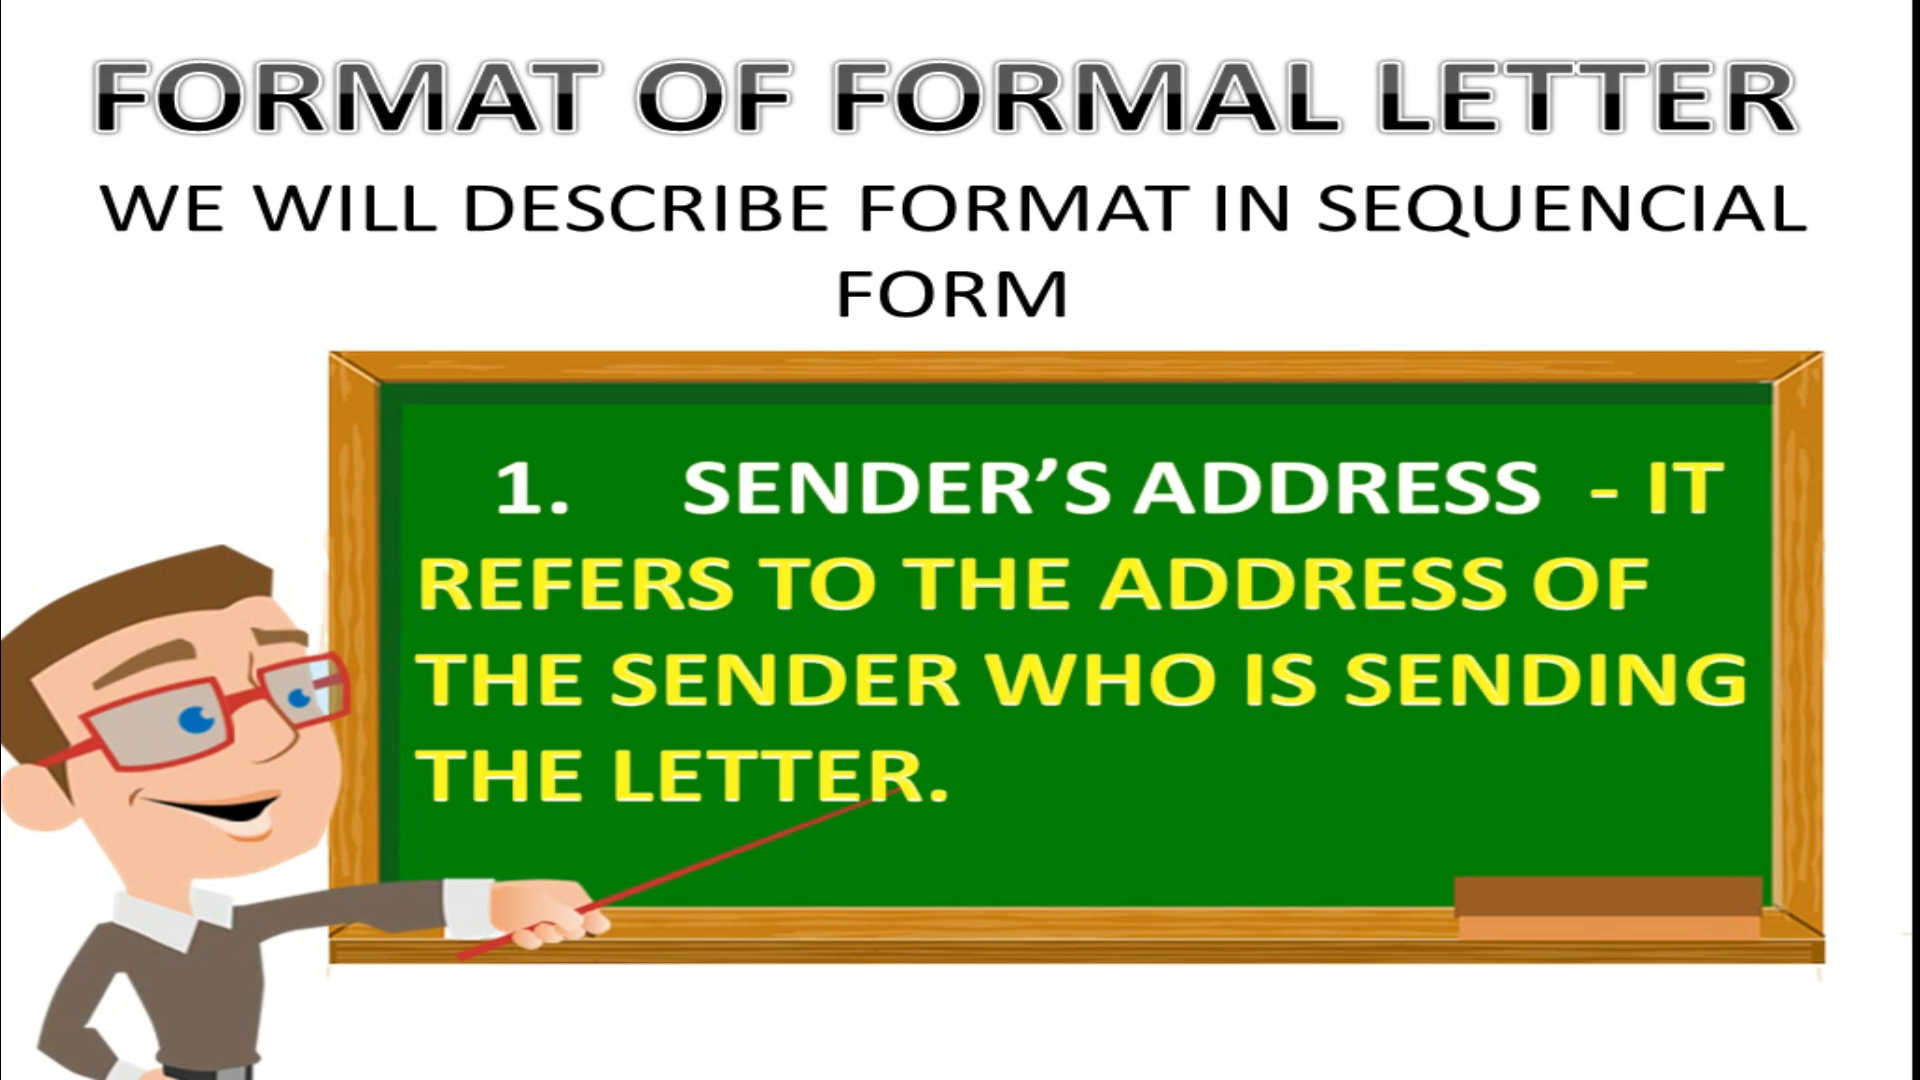 FORMAT OF FORMAL LETTER
WE WILL DESCRIBE FORMAT IN SEQUENCIAL
FORM
1. SENDER’S ADDRESS - IT
REFERS TO THE ADDRESS OF
THE SENDER WHO IS SENDING
THE LETTER.